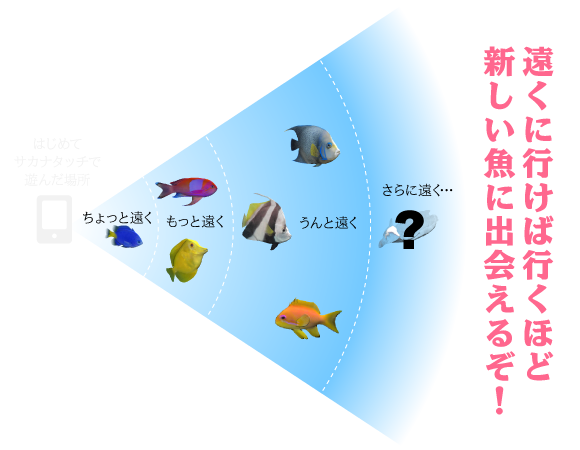 遠くに行けば行くほど
新しい魚に出会えるぞ！
はじめて
サカナタッチで
遊んだ場所
ちょっと遠く
もっと遠く
うんと遠く
さらに遠く…
?